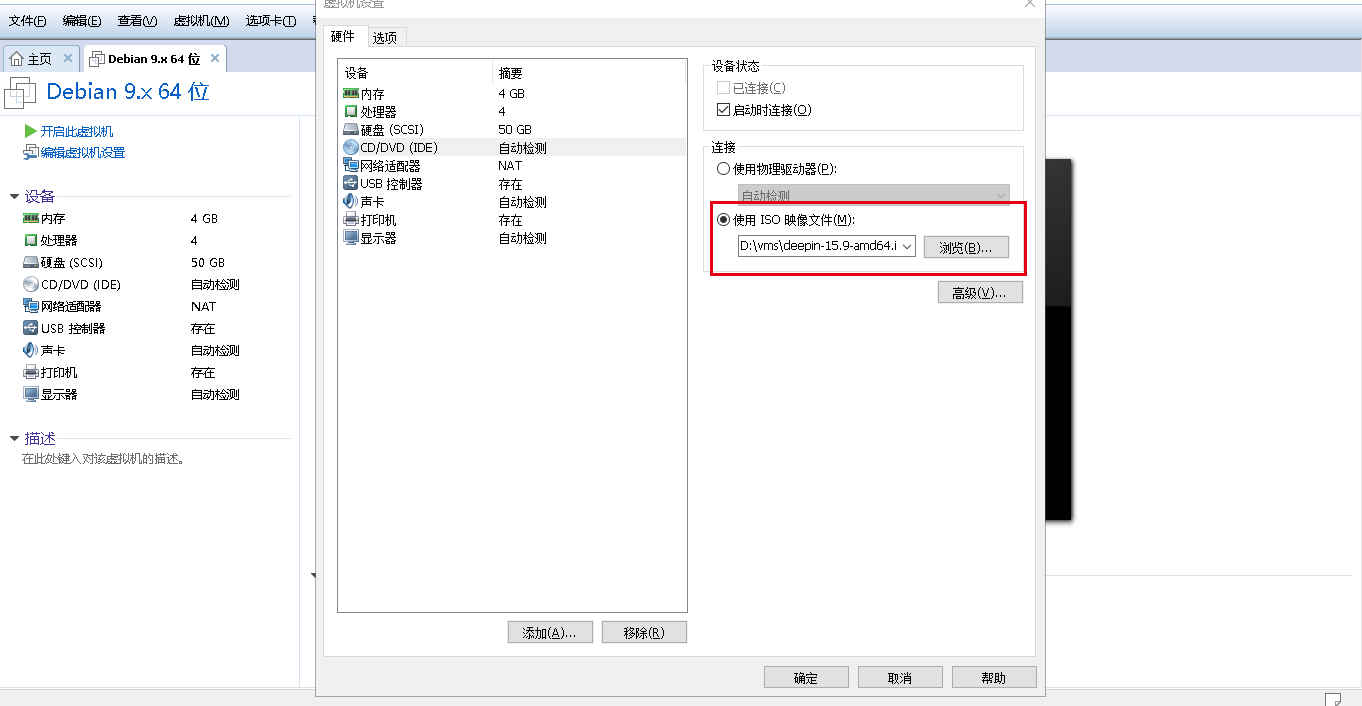 虚拟机设置
文件(F) 编辑(E) 查看(V) 虚拟机(M) 选项卡(T)
主页
Debian 9.x 64 位
Debian 9.x 64 位
开启此虚拟机
编辑虚拟机设置
设备
内存 4 GB
处理器 4
硬盘 (SCSI) 50 GB
CD/DVD (IDE) 自动检测
网络适配器 NAT
USB 控制器 存在
声卡 自动检测
打印机 存在
显示器 自动检测
描述
在此处键入对该虚拟机的描述。
硬件 选项
设备 摘要
内存 4 GB
处理器 4
硬盘 (SCSI) 50 GB
CD/DVD (IDE) 自动检测
网络适配器 NAT
USB 控制器 存在
声卡 自动检测
打印机 存在
显示器 自动检测
添加(A)... 移除(R)
设备状态
已连接(C)
启动时连接(O)
连接
使用物理驱动器(P):
自动检测
使用 ISO 映像文件(M):
D:\vms\deepin-15.9-amd64.i
浏览(B)...
高级(V)...
确定 取消 帮助